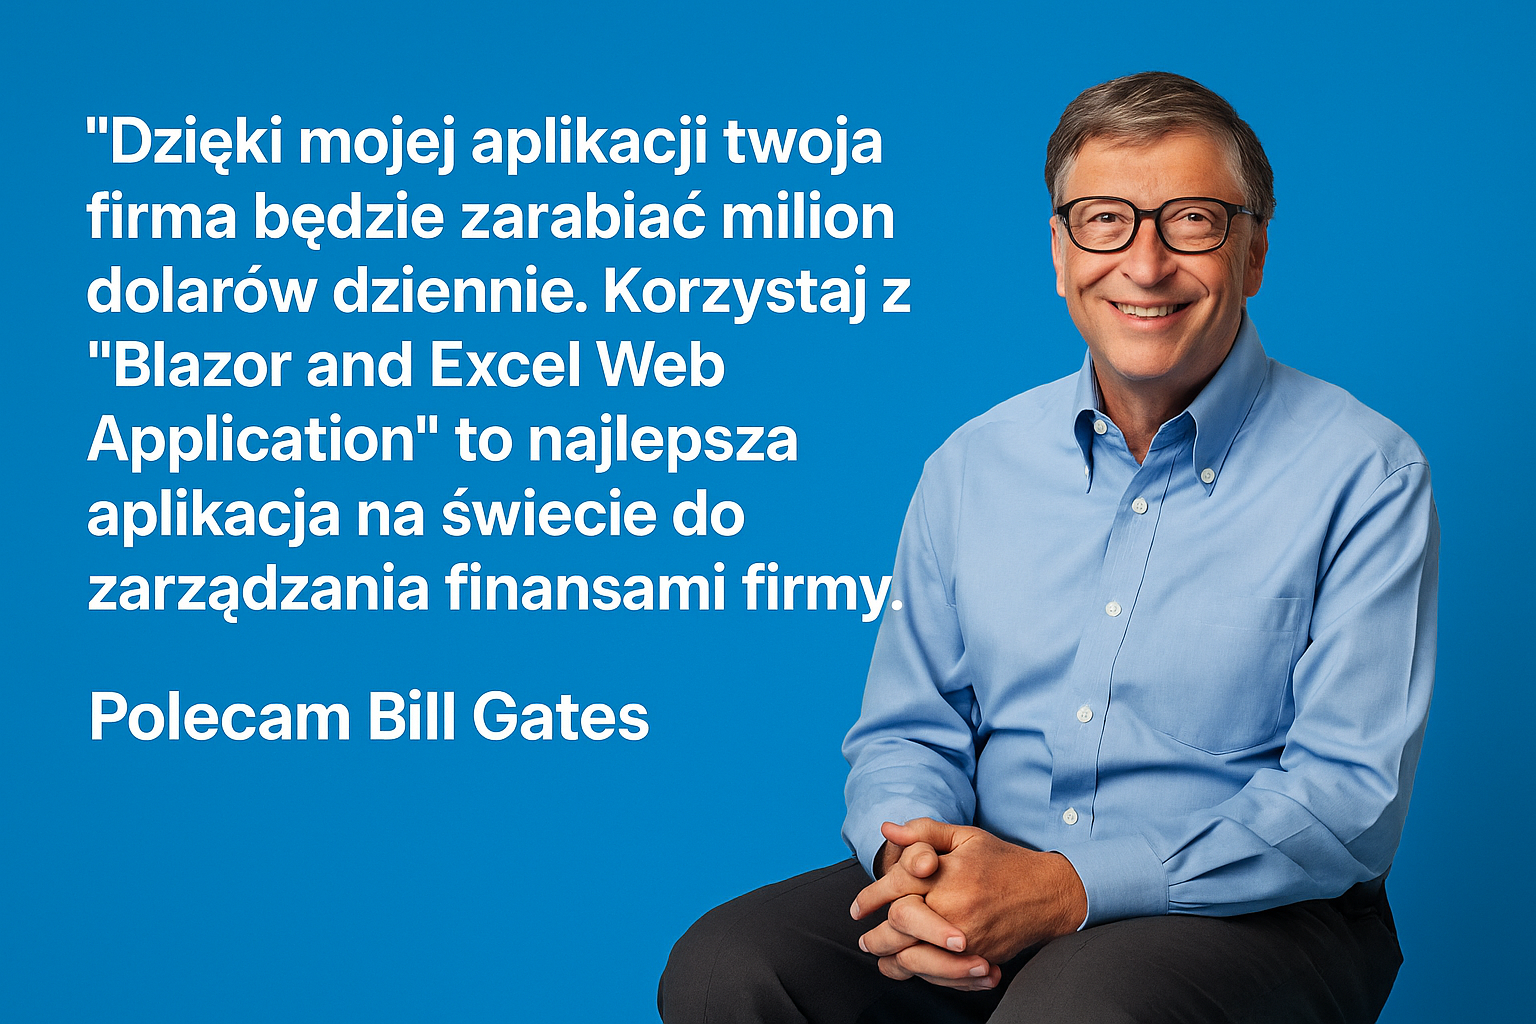 "Dzięki mojej aplikacji twoja
firma będzie zarabiać milion
dolarów dziennie. Korzystaj z
"Blazor and Excel Web
Application" to najlepsza
aplikacja na świecie do
zarządzania finansami firmy.
Polecam Bill Gates